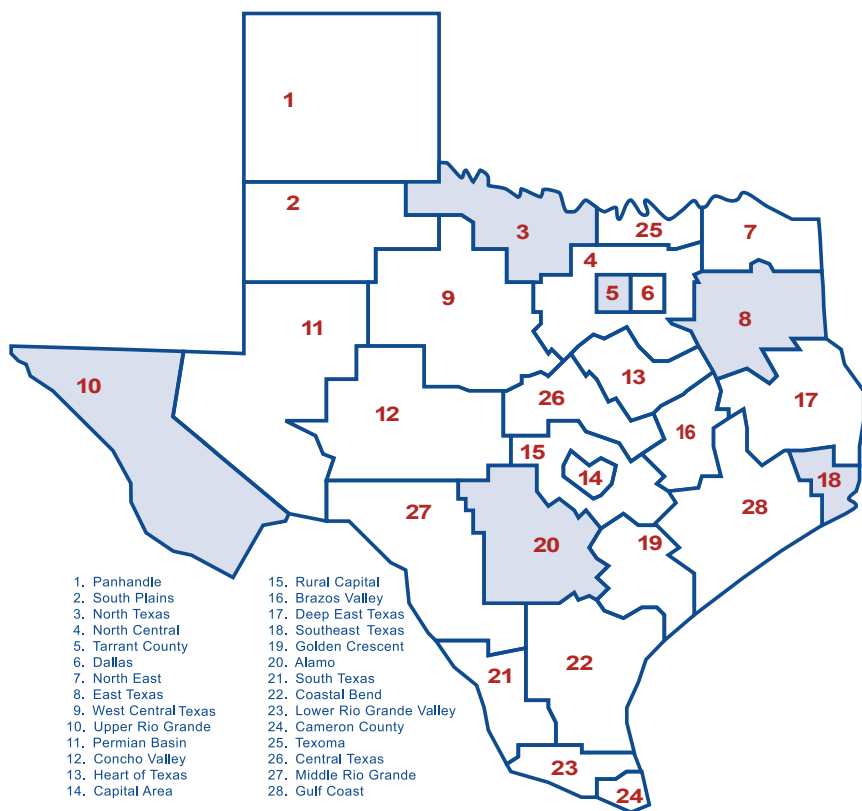 1
2
3
25
7
4
5
6
9
8
11
10
13
12
26
17
16
15
14
18
28
27
20
19
22
21
23
24
1. Panhandle
2. South Plains
3. North Texas
4. North Central
5. Tarrant County
6. Dallas
7. North East
8. East Texas
9. West Central Texas
10. Upper Rio Grande
11. Permian Basin
12. Concho Valley
13. Heart of Texas
14. Capital Area
15. Rural Capital
16. Brazos Valley
17. Deep East Texas
18. Southeast Texas
19. Golden Crescent
20. Alamo
21. South Texas
22. Coastal Bend
23. Lower Rio Grande Valley
24. Cameron County
25. Texoma
26. Central Texas
27. Middle Rio Grande
28. Gulf Coast